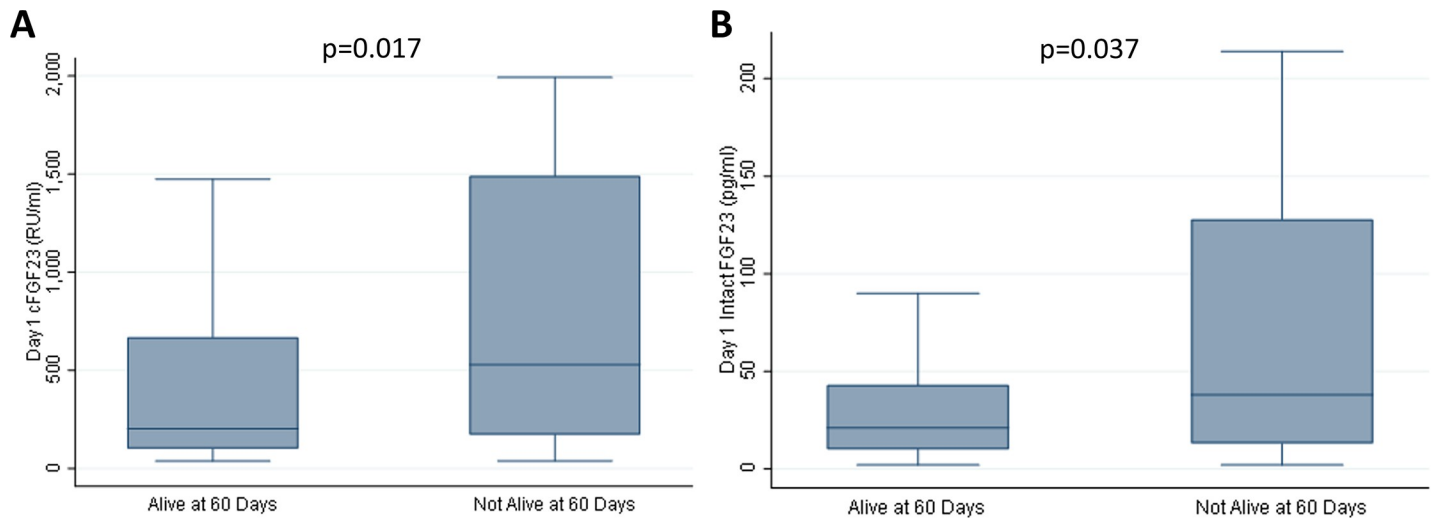 A
p=0.017
Day1 cFGF23 (RU/ml)
2,000
1,500
1,000
500
0
Alive at 60 Days
Not Alive at 60 Days
B
p=0.037
Day 1 Intact FGF23 (pg/ml)
200
150
100
50
0
Alive at 60 Days
Not Alive at 60 Days